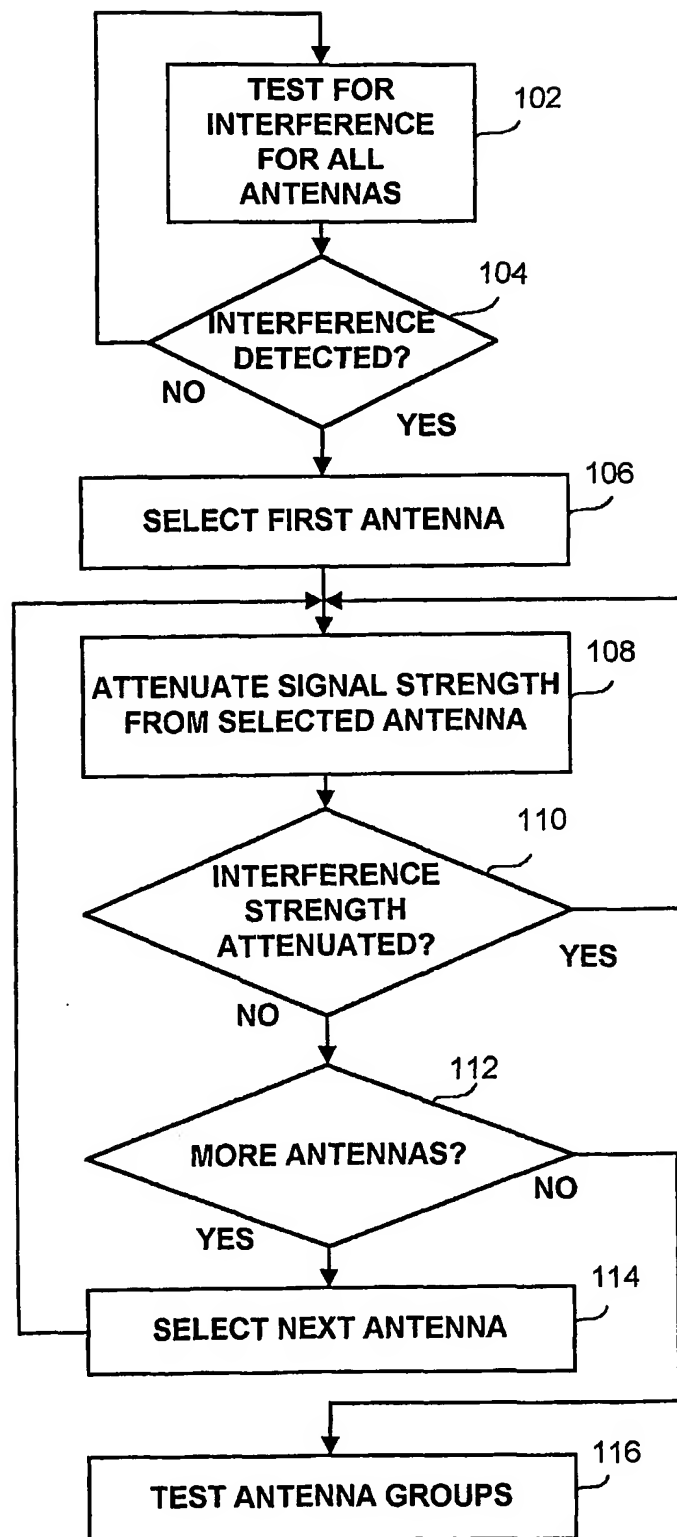 TEST FOR
INTERFERENCE
FOR ALL
ANTENNAS
102
104
INTERFERENCE
DETECTED?
NO
YES
106
SELECT FIRST ANTENNA
108
ATTENUATE SIGNAL STRENGTH
FROM SELECTED ANTENNA
110
INTERFERENCE
STRENGTH
ATTENUATED?
YES
NO
112
MORE ANTENNAS?
NO
YES
114
SELECT NEXT ANTENNA
116
TEST ANTENNA GROUPS